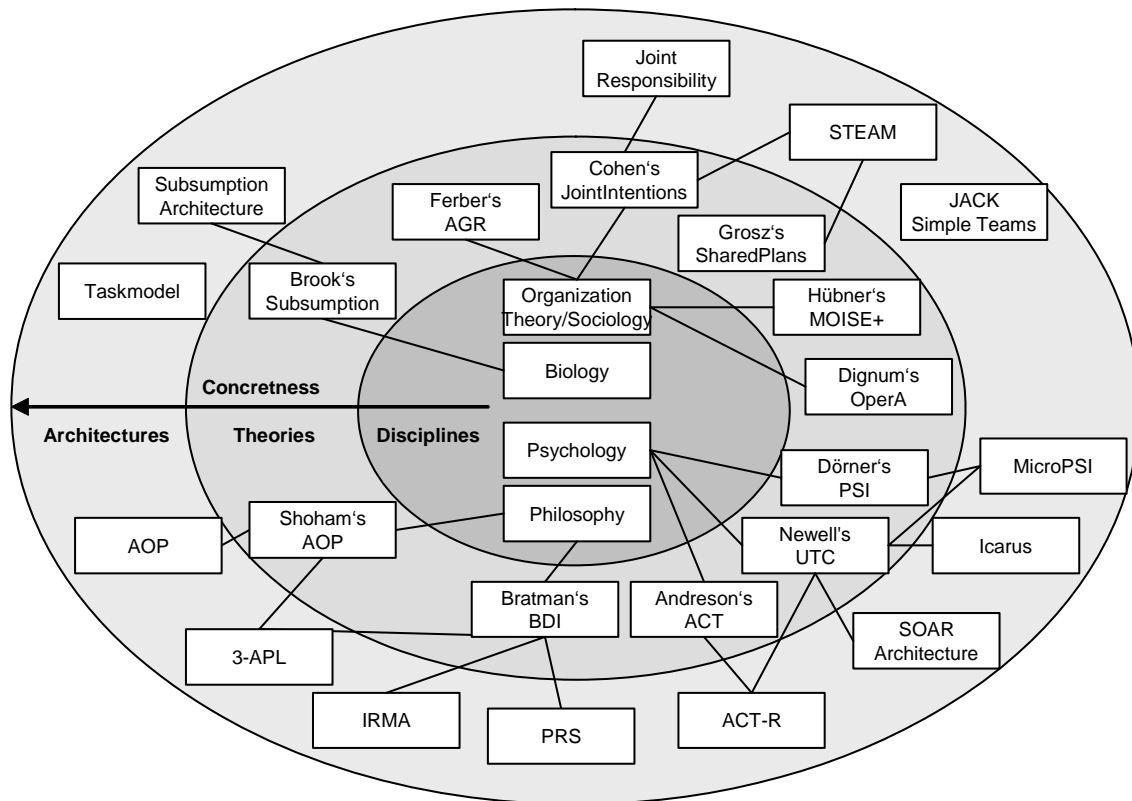 Joint
Responsibility
STEAM
Cohen‘s
JointIntentions
Subsumption
Architecture
Ferber‘s
AGR
JACK
Simple Teams
Grosz‘s
SharedPlans
Taskmodel
Brook‘s
Subsumption
Organization
Theory/Sociology
Hübner‘s
MOISE+
Biology
Dignum‘s
OperA
Concretness
Architectures
Theories
Disciplines
Psychology
Dörner‘s
PSI
MicroPSI
Philosophy
AOP
Shoham‘s
AOP
Newell's
UTC
Icarus
Bratman‘s
BDI
Andreson‘s
ACT
SOAR
Architecture
3-APL
IRMA
PRS
ACT-R